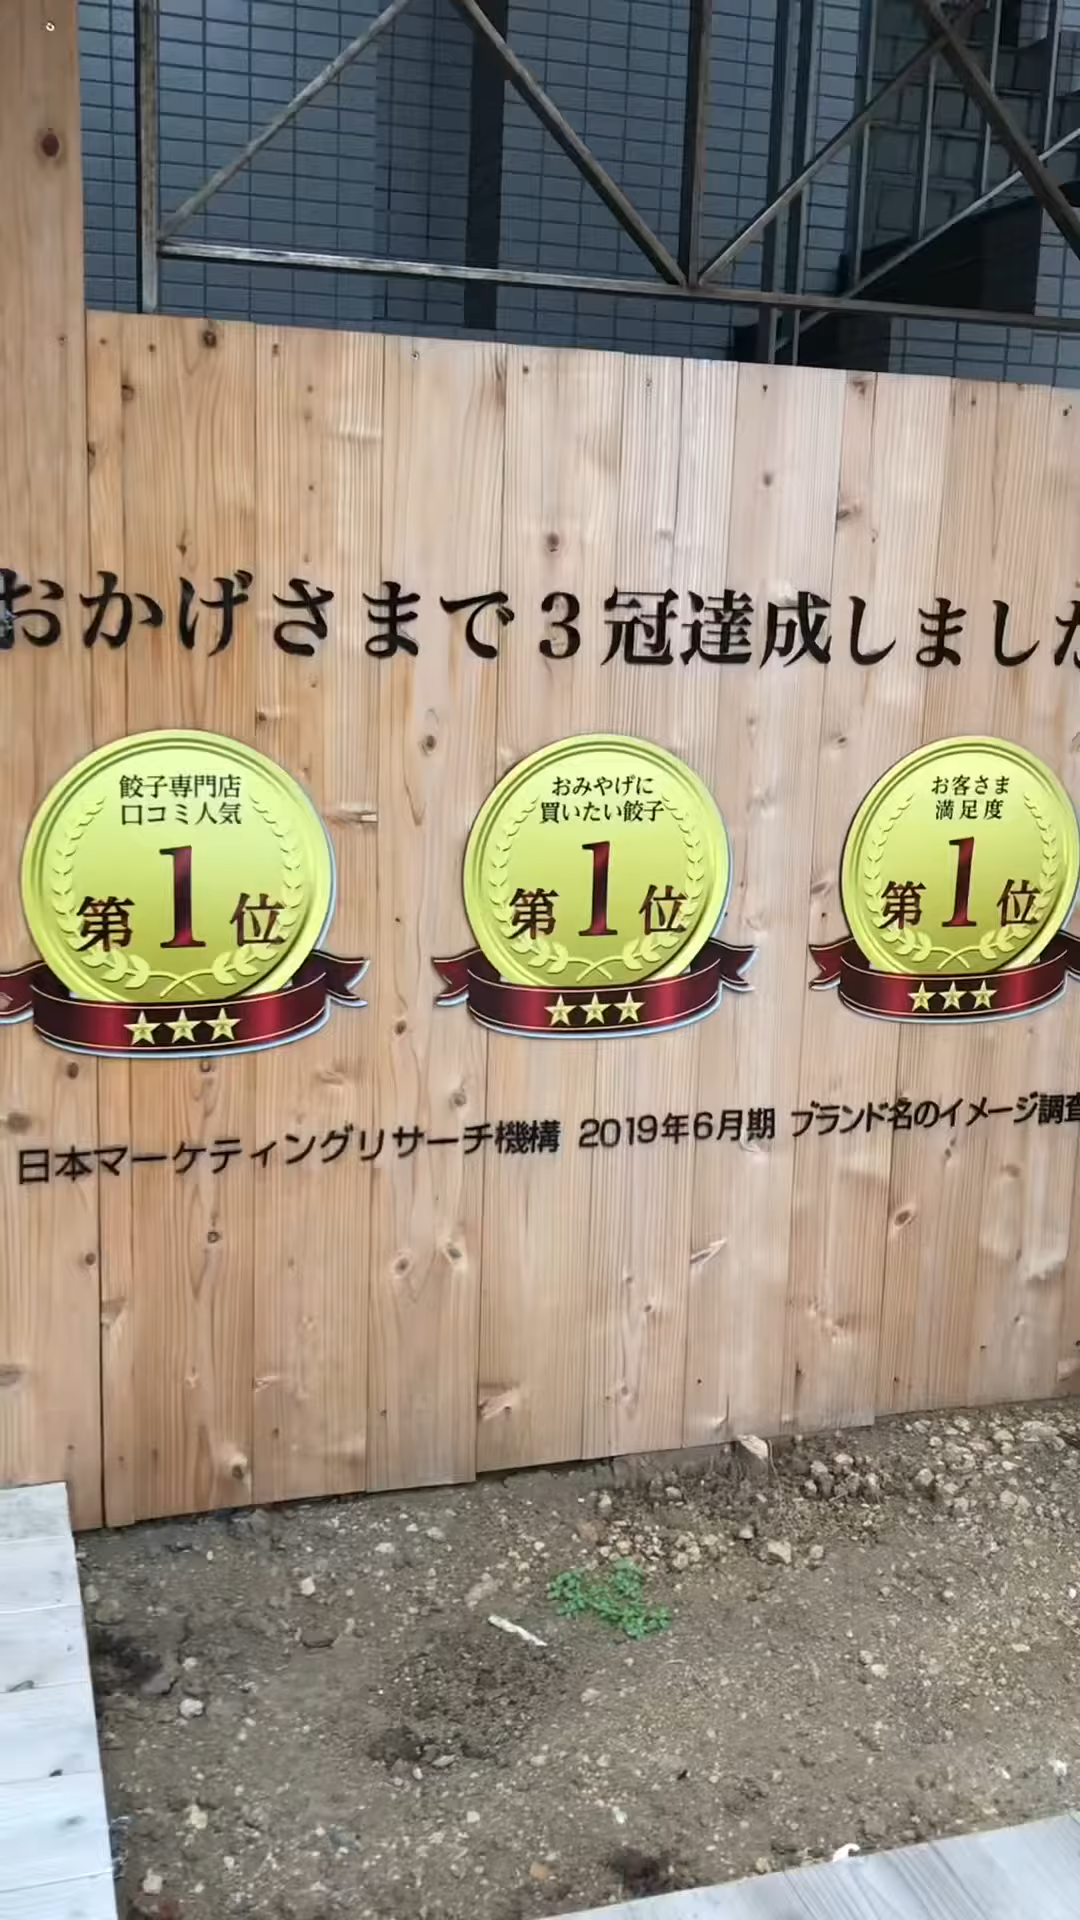 おかげさまで3冠達成しました
餃子専門店
口コミ人気
第1位
おみやげに
買いたい餃子
第1位
お客さま
満足度
第1位
日本マーケティングリサーチ機構 2019年6月期 ブランド名のイメージ調査